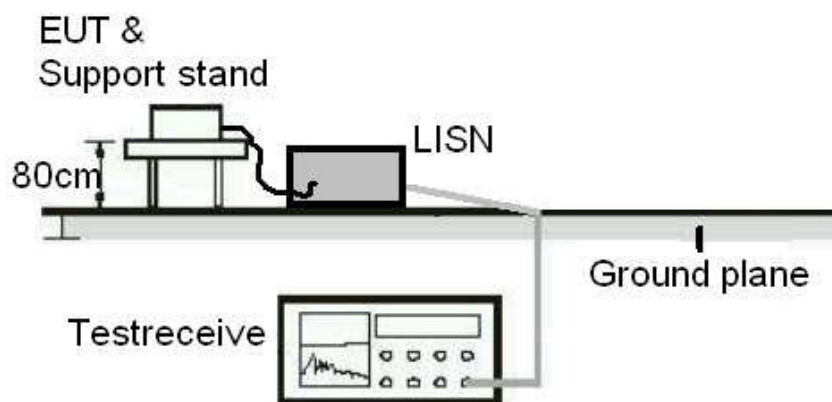 EUT &
Support stand
LISN
80cm
Ground plane
Testreceive